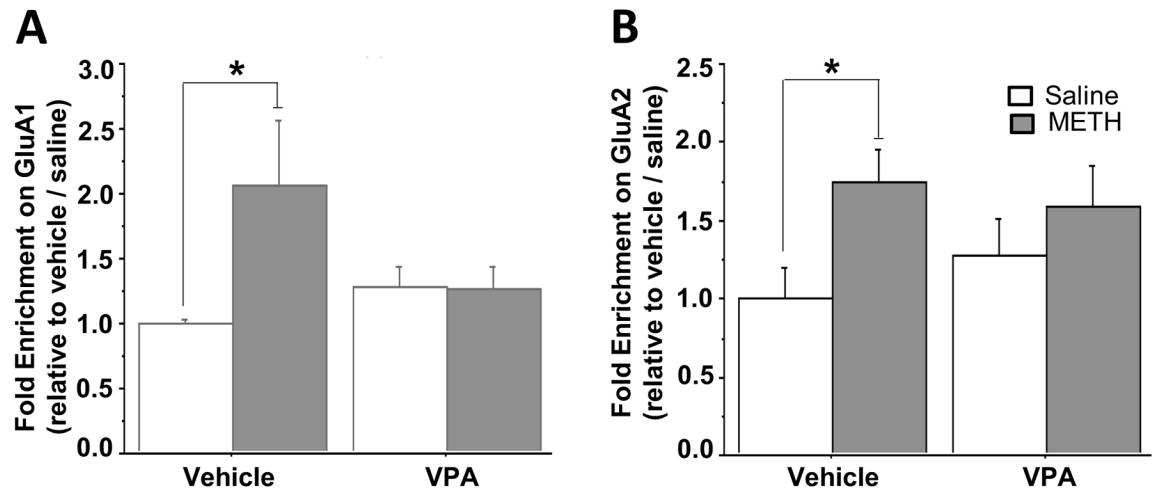 A
Fold Enrichment on GluA1
(relative to vehicle / saline)
3.0
2.5
2.0
1.5
1.0
0.5
0.0
*
Vehicle
VPA
B
Fold Enrichment on GluA2
(relative to vehicle / saline)
2.5
2.0
1.5
1.0
0.5
0.0
*
Saline
METH
Vehicle
VPA